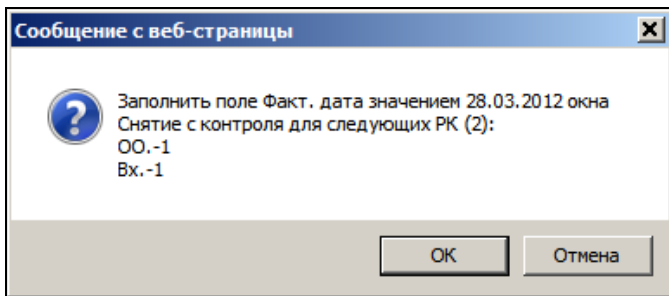 Сообщение с веб-страницы
Заполнить поле Факт. дата значением 28.03.2012 окна
Снятие с контроля для следующих РК (2):
ОО.-1
Вх.-1
ОК
Отмена